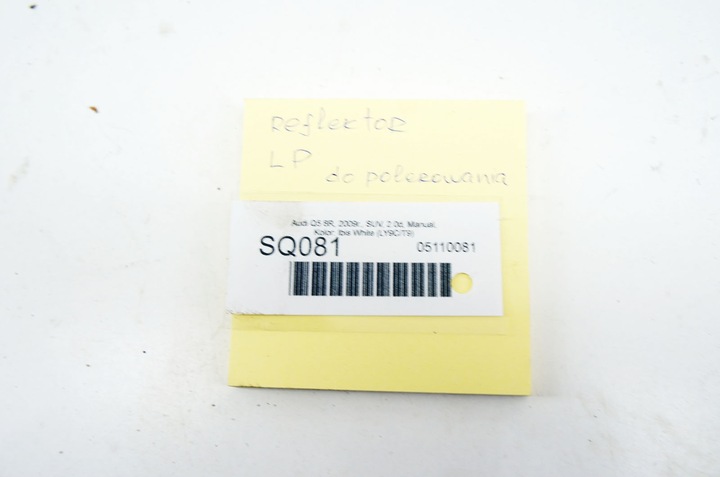 Reflektor
LP
do polerowania
Audi Q5 8R, 2009r., SUV, 2.0d, Manual,
Kolor: Ibis White (LY9C/T9)
SQ081
05110081